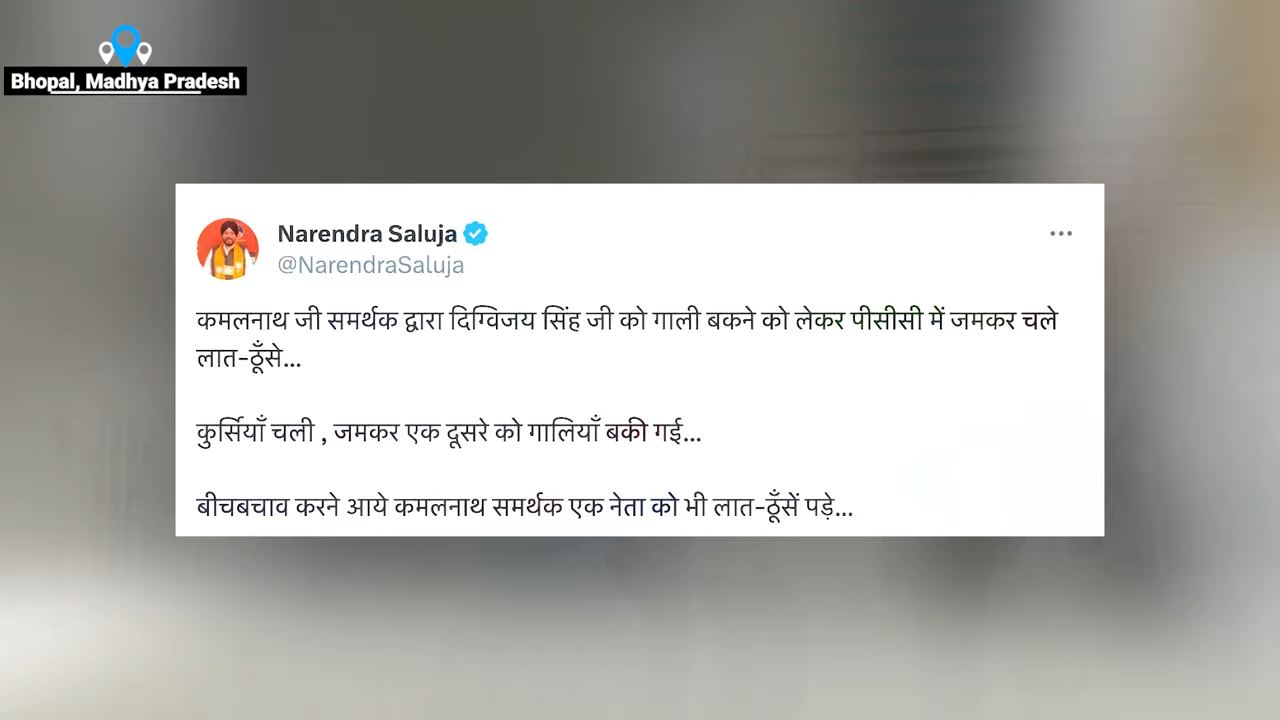 Bhopal, Madhya Pradesh
Narendra Saluja
@NarendraSaluja
कमलनाथ जी समर्थक द्वारा दिग्विजय सिंह जी को गाली बकने को लेकर पीसीसी में जमकर चले
लात-ठूँसे...
कुर्सियाँ चली , जमकर एक दूसरे को गालियाँ बकी गई...
बीचबचाव करने आये कमलनाथ समर्थक एक नेता को भी लात-ठूँसें पड़े...